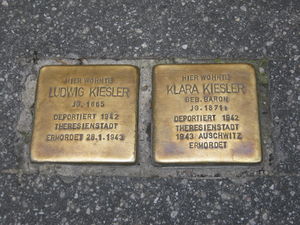 HIER WOHNTE
LUDWIG KIESLER
JG. 1865
DEPORTIERT 1942
THERESIENSTADT
ERMORDET 28.1.1943
HIER WOHNTE
KLARA KIESLER
GEB. BARON
JG. 1871
DEPORTIERT 1942
THERESIENSTADT
1943 AUSCHWITZ
ERMORDET